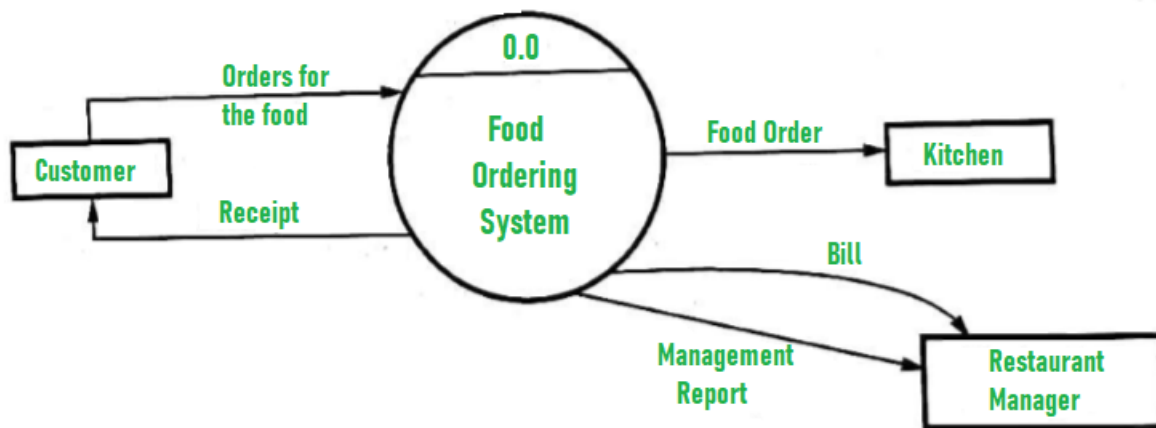 0.0
Orders for
the food
Food
Ordering
System
Food Order
Kitchen
Customer
Receipt
Bill
Management
Report
Restaurant
Manager